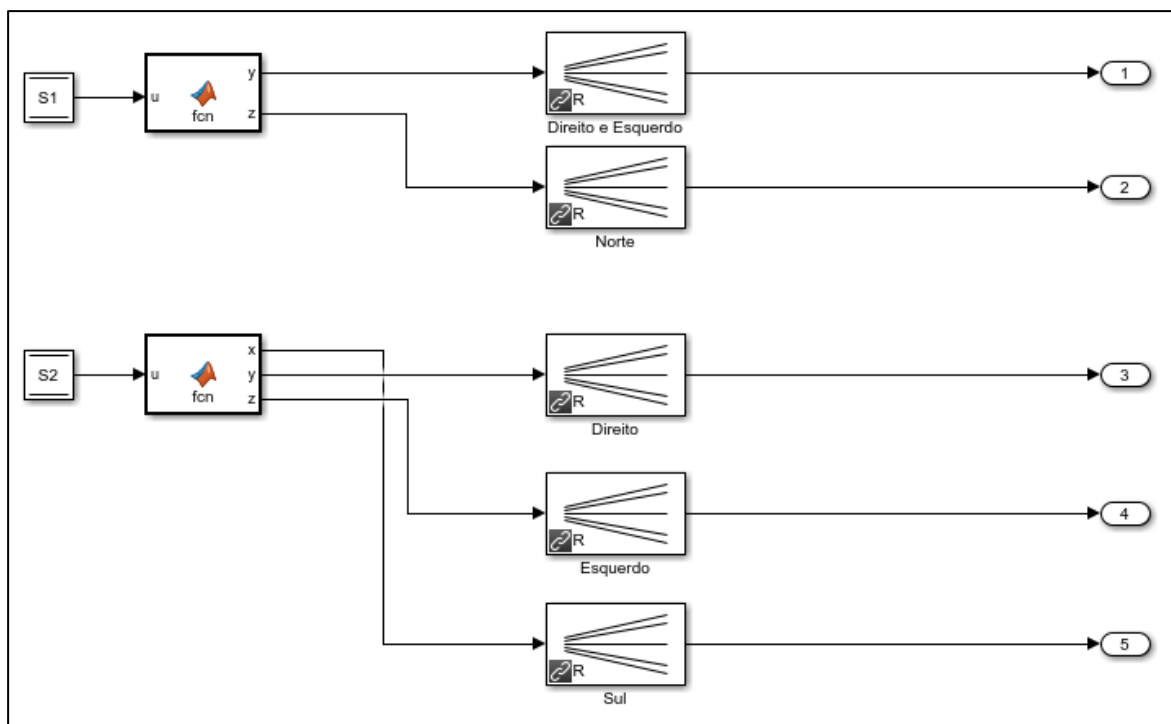 S1
u
fcn
y
z
R
Direito e Esquerdo
1
R
Norte
2
S2
u
fcn
x
y
z
R
Direito
3
R
Esquerdo
4
R
Sul
5